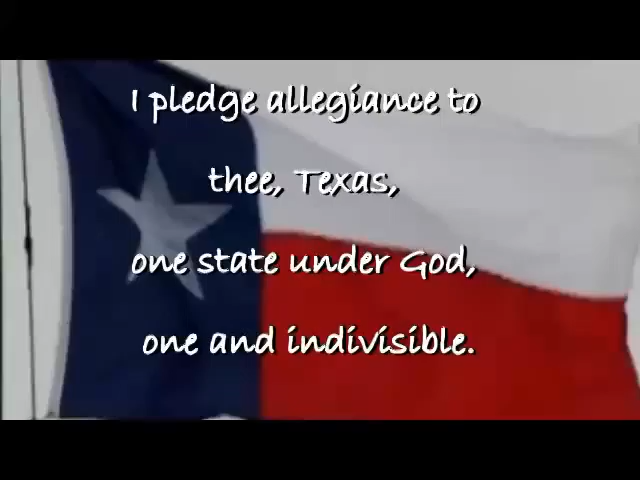 I pledge allegiance to
thee, Texas,
one state under God,
one and indivisible.